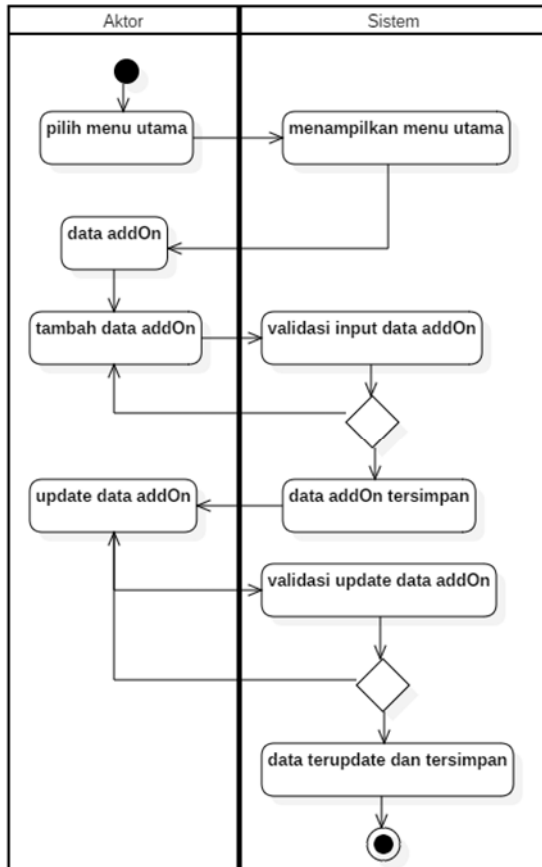 Aktor
Sistem
pilih menu utama
menampilkan menu utama
data addOn
tambah data addOn
validasi input data addOn
update data addOn
data addOn tersimpan
validasi update data addOn
data terupdate dan tersimpan